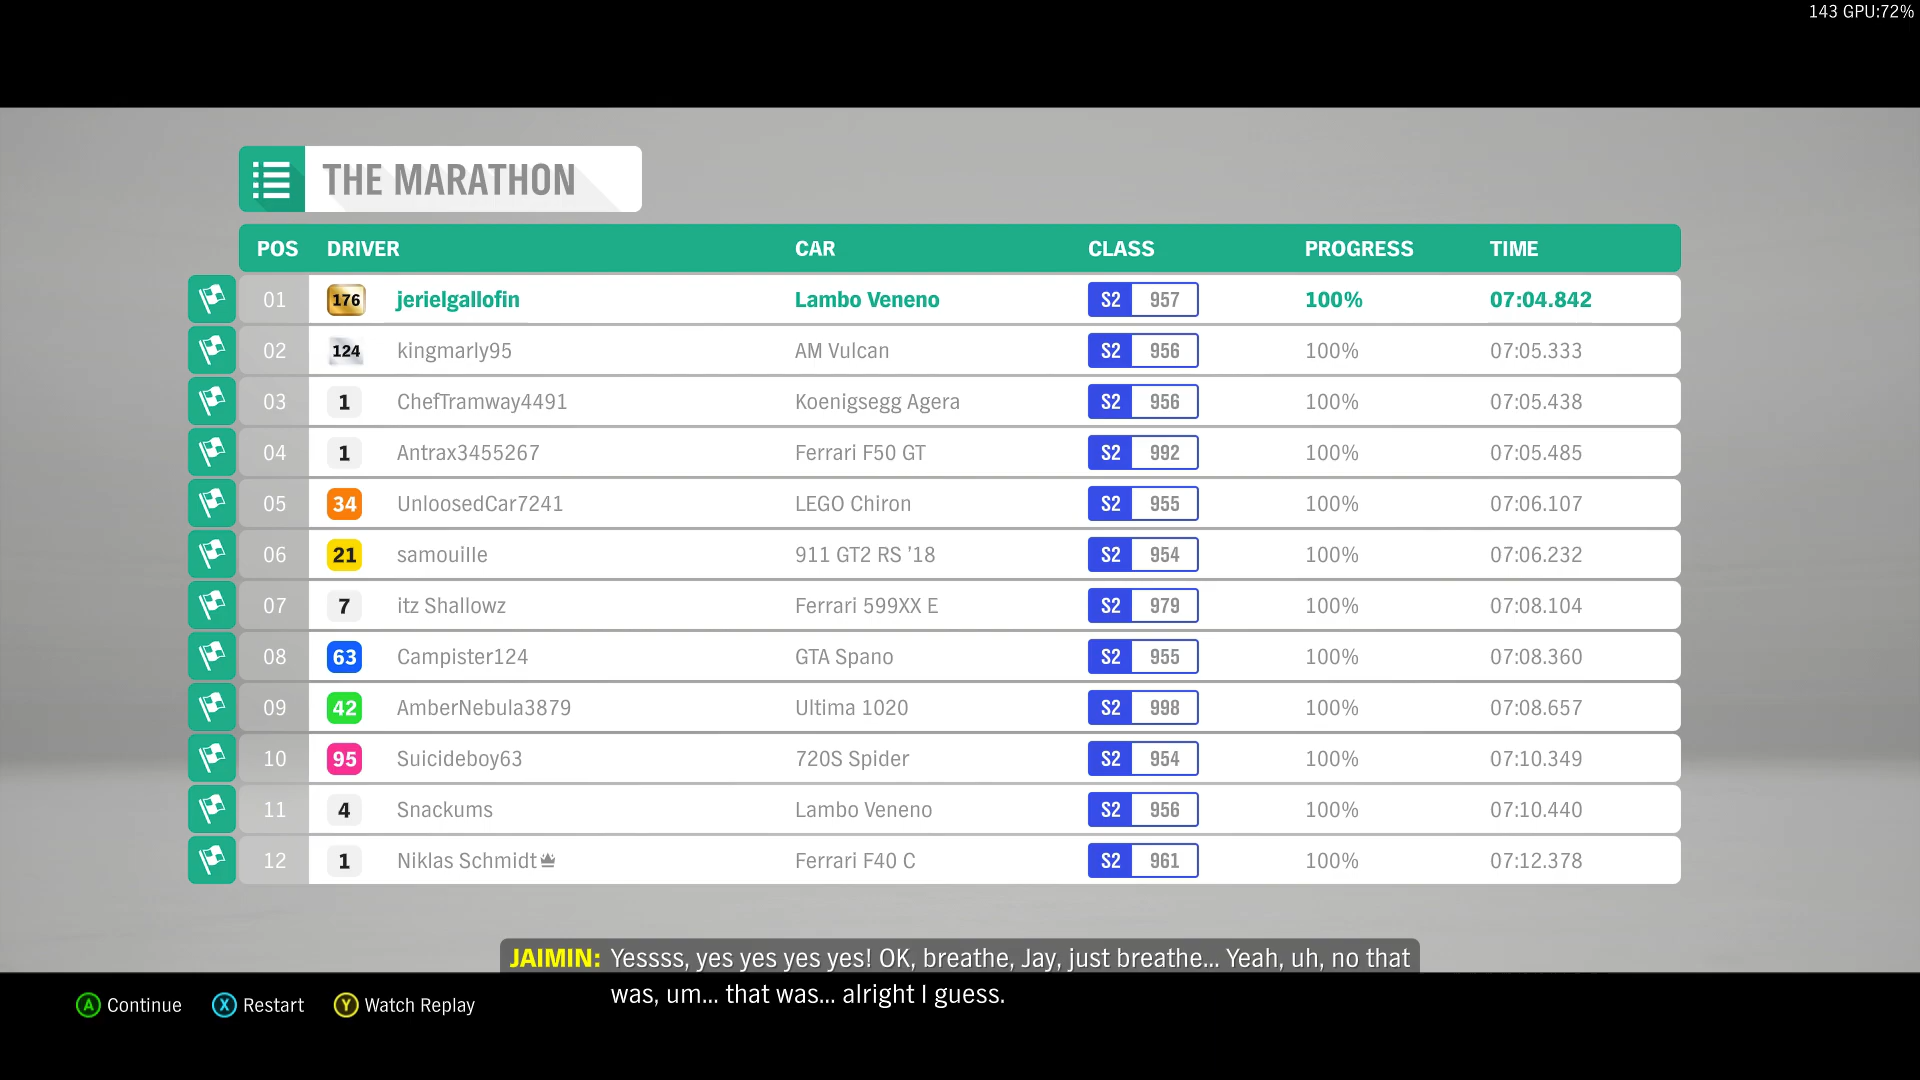 143 GPU:72%
THE MARATHON
POS DRIVER CAR CLASS PROGRESS TIME
01 176 jerielgallofin Lambo Veneno S2 957 100% 07:04.842
02 124 kingmarly95 AM Vulcan S2 956 100% 07:05.333
03 1 ChefTramway4491 Koenigsegg Agera S2 956 100% 07:05.438
04 1 Antrax3455267 Ferrari F50 GT S2 992 100% 07:05.485
05 34 UnloosedCar7241 LEGO Chiron S2 955 100% 07:06.107
06 21 samouille 911 GT2 RS ’18 S2 954 100% 07:06.232
07 7 itz Shallowz Ferrari 599XX E S2 979 100% 07:08.104
08 63 Campister124 GTA Spano S2 955 100% 07:08.360
09 42 AmberNebula3879 Ultima 1020 S2 998 100% 07:08.657
10 95 Suicideboy63 720S Spider S2 954 100% 07:10.349
11 4 Snackums Lambo Veneno S2 956 100% 07:10.440
12 1 Niklas Schmidt Ferrari F40 C S2 961 100% 07:12.378
JAIMIN: Yessss, yes yes yes yes! OK, breathe, Jay, just breathe... Yeah, uh, no that
was, um... that was... alright I guess.
A Continue X Restart Y Watch Replay